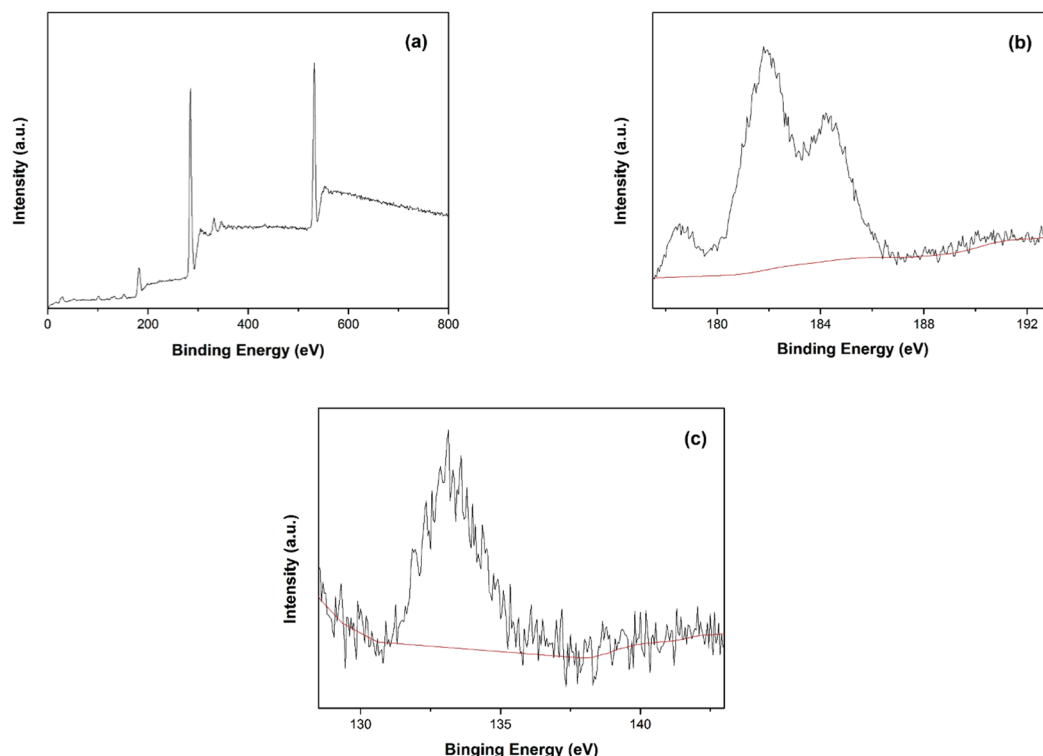 (a)
Intensity (a.u.)
0 200 400 600 800
Binding Energy (eV)
(b)
Intensity (a.u.)
180 184 188 192
Binding Energy (eV)
(c)
Intensity (a.u.)
130 135 140
Binging Energy (eV)